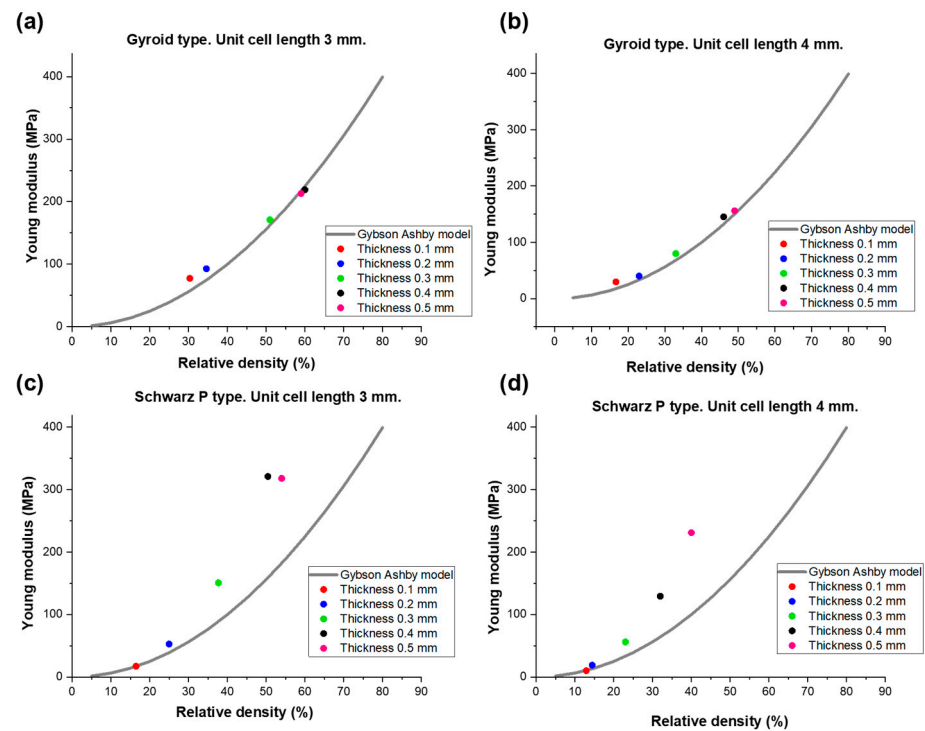 (a)
Gyroid type. Unit cell length 3 mm.
Young modulus (MPa)
400
300
200
100
0
0 10 20 30 40 50 60 70 80 90
Relative density (%)
Gybson Ashby model
Thickness 0.1 mm
Thickness 0.2 mm
Thickness 0.3 mm
Thickness 0.4 mm
Thickness 0.5 mm
(b)
Gyroid type. Unit cell length 4 mm.
Young modulus (MPa)
400
300
200
100
0
0 10 20 30 40 50 60 70 80 90
Relative density (%)
Gybson Ashby model
Thickness 0.1 mm
Thickness 0.2 mm
Thickness 0.3 mm
Thickness 0.4 mm
Thickness 0.5 mm
(c)
Schwarz P type. Unit cell length 3 mm.
Young modulus (MPa)
400
300
200
100
0
0 10 20 30 40 50 60 70 80 90
Relative density (%)
Gybson Ashby model
Thickness 0.1 mm
Thickness 0.2 mm
Thickness 0.3 mm
Thickness 0.4 mm
Thickness 0.5 mm
(d)
Schwarz P type. Unit cell length 4 mm.
Young modulus (MPa)
400
300
200
100
0
0 10 20 30 40 50 60 70 80 90
Relative density (%)
Gybson Ashby model
Thickness 0.1 mm
Thickness 0.2 mm
Thickness 0.3 mm
Thickness 0.4 mm
Thickness 0.5 mm